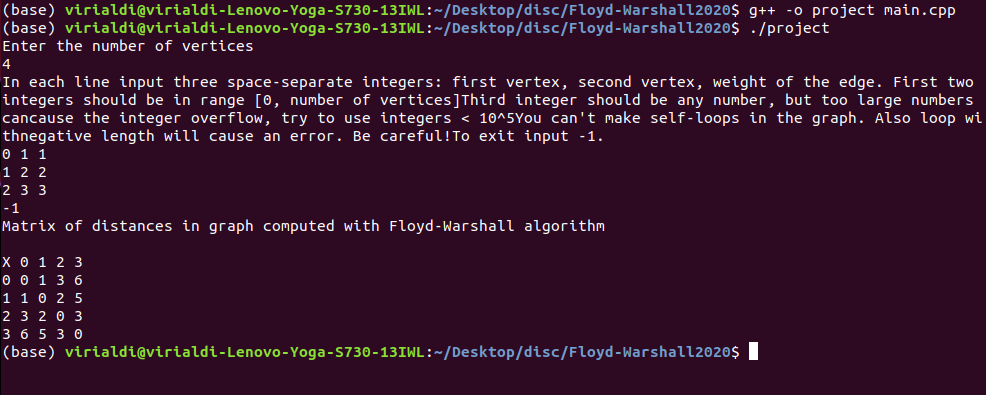 (base) virialdi@virialdi-Lenovo-Yoga-S730-13IWL:~/Desktop/disc/Floyd-Warshall2020$ g++ -o project main.cpp
(base) virialdi@virialdi-Lenovo-Yoga-S730-13IWL:~/Desktop/disc/Floyd-Warshall2020$ ./project
Enter the number of vertices
4
In each line input three space-separate integers: first vertex, second vertex, weight of the edge. First two
integers should be in range [0, number of vertices]Third integer should be any number, but too large numbers
cancause the integer overflow, try to use integers < 10^5You can't make self-loops in the graph. Also loop wi
thnegative length will cause an error. Be careful!To exit input -1.
0 1 1
1 2 2
2 3 3
-1
Matrix of distances in graph computed with Floyd-Warshall algorithm
X 0 1 2 3
0 0 1 3 6
1 1 0 2 5
2 3 2 0 3
3 6 5 3 0
(base) virialdi@virialdi-Lenovo-Yoga-S730-13IWL:~/Desktop/disc/Floyd-Warshall2020$